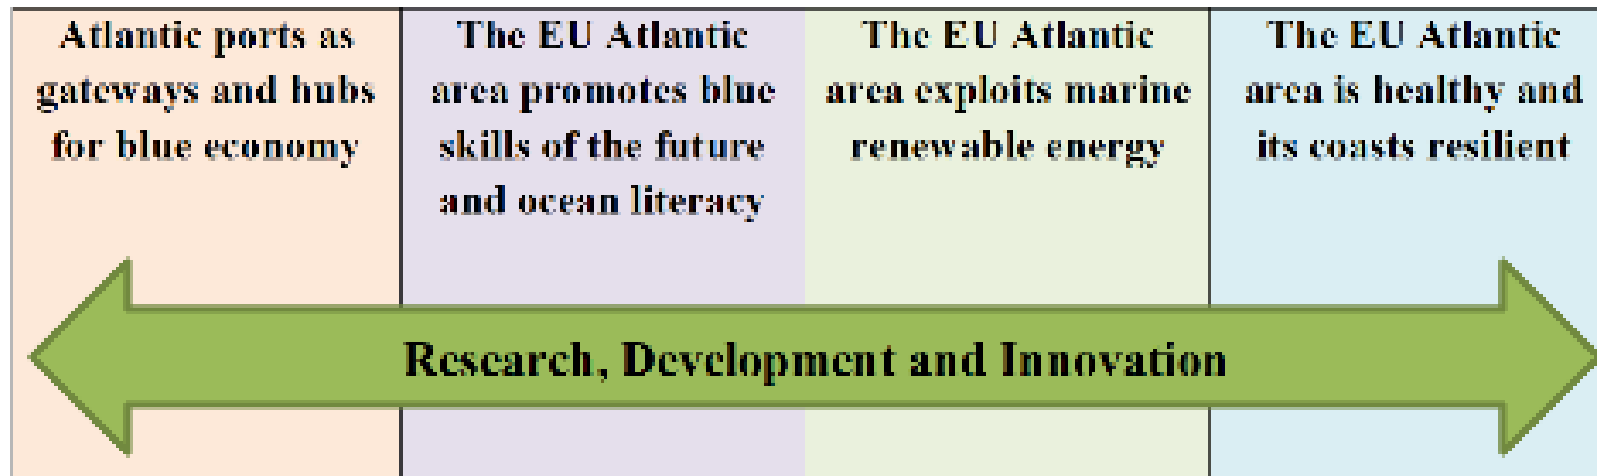 Atlantic ports as
gateways and hubs
for blue economy
The EU Atlantic
area promotes blue
skills of the future
and ocean literacy
The EU Atlantic
area exploits marine
renewable energy
The EU Atlantic
area is healthy and
its coasts resilient
Research, Development and Innovation